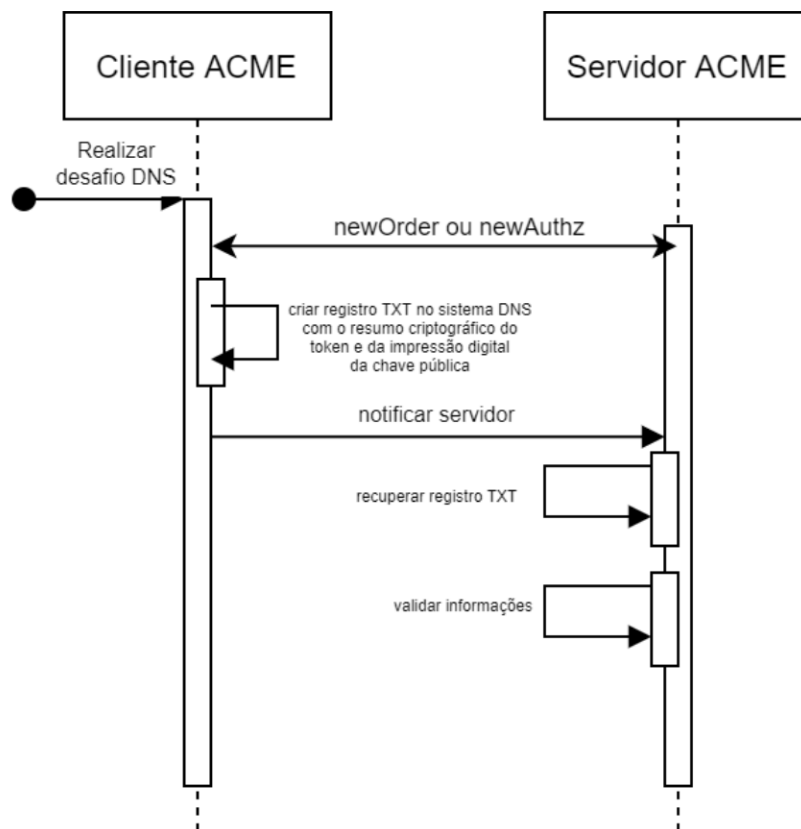 Cliente ACME
Servidor ACME
Realizar
desafio DNS
newOrder ou newAuthz
criar registro TXT no sistema DNS
com o resumo criptográfico do
token e da impressão digital
da chave pública
notificar servidor
recuperar registro TXT
validar informações